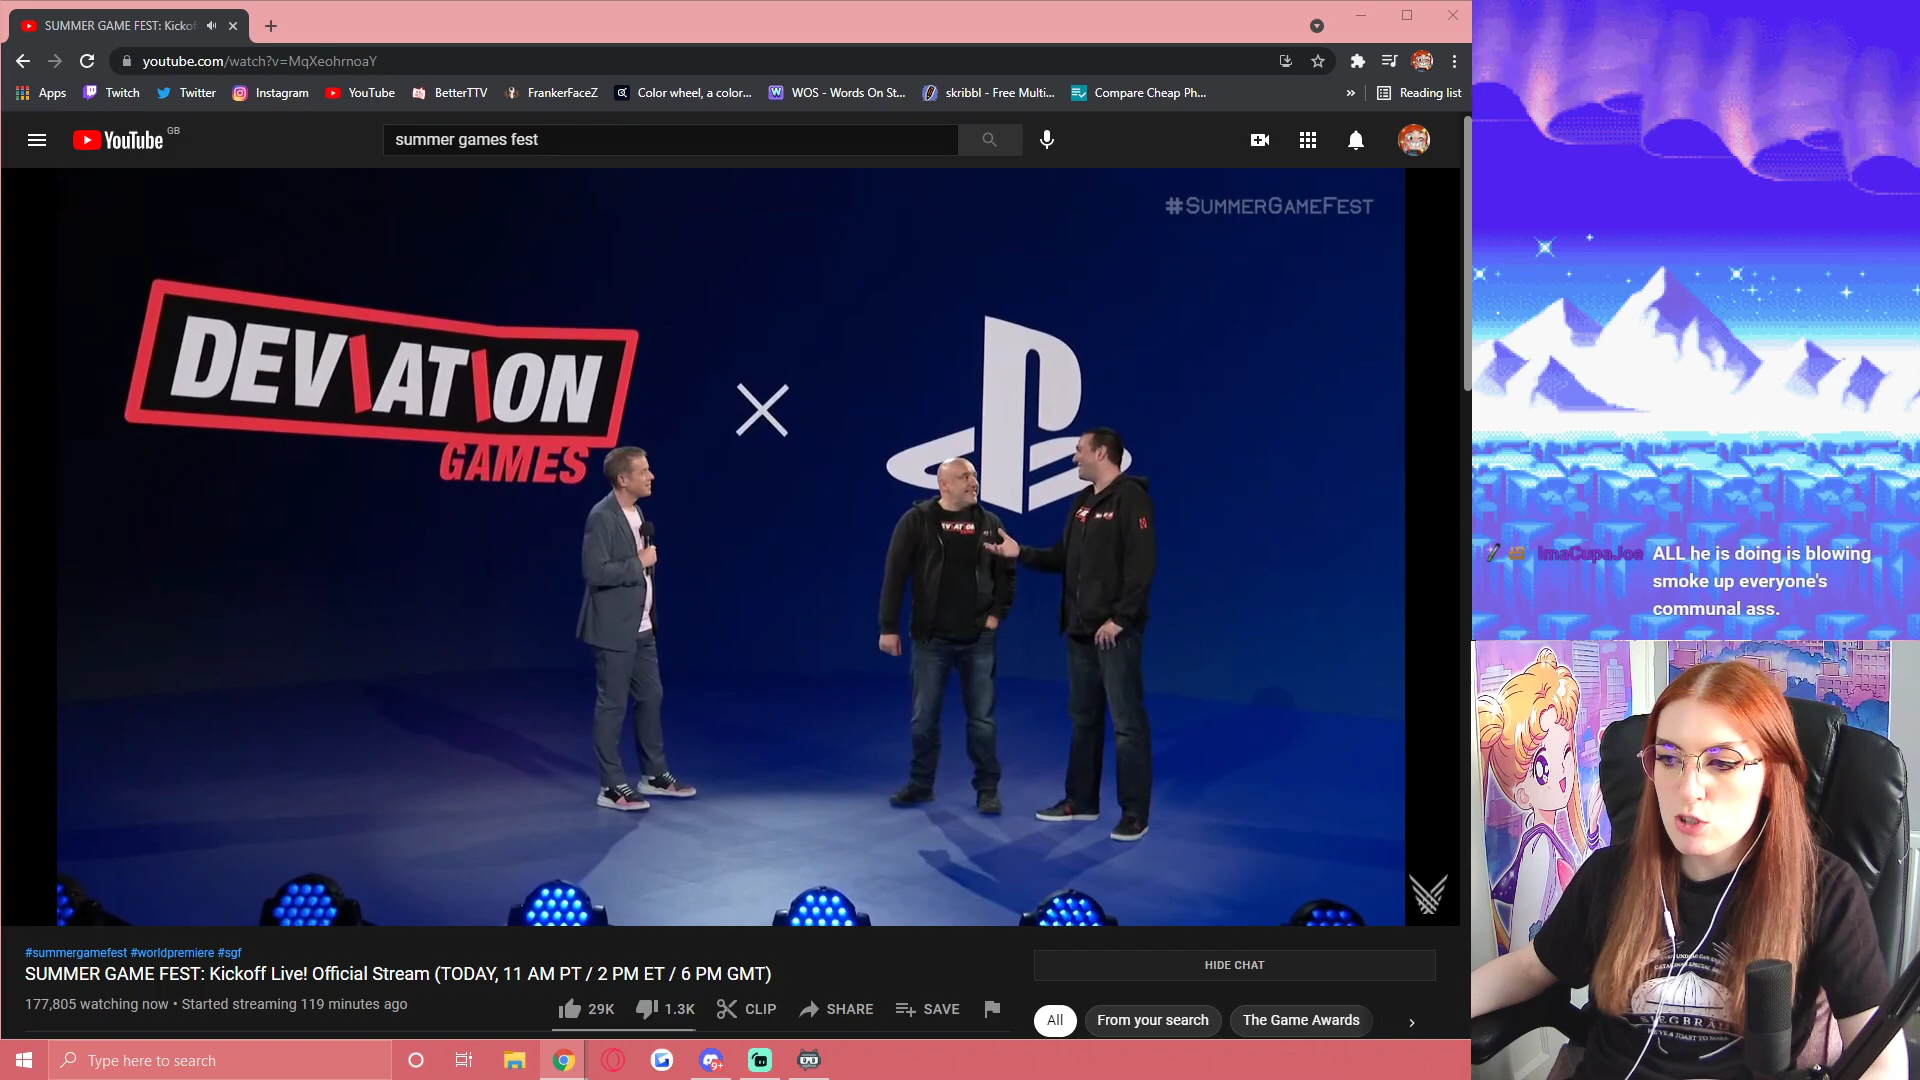 SUMMER GAME FEST: Kickof
youtube.com/watch?v=MqXeohrnoaY
Apps
Twitch
Twitter
Instagram
YouTube
BetterTTV
FrankerFaceZ
Color wheel, a color...
WOS - Words On St...
skribbl - Free Multi...
Compare Cheap Ph...
»
Reading list
YouTube GB
summer games fest
#SUMMERGAMEFEST
DEVIATION
GAMES
ImaCupaJoe ALL he is doing is blowing
smoke up everyone's
communal ass.
#summergamefest #worldpremiere #sgf
SUMMER GAME FEST: Kickoff Live! Official Stream (TODAY, 11 AM PT / 2 PM ET / 6 PM GMT)
177,805 watching now • Started streaming 119 minutes ago
29K
1.3K
CLIP
SHARE
SAVE
HIDE CHAT
All
From your search
The Game Awards
Type here to search
9+